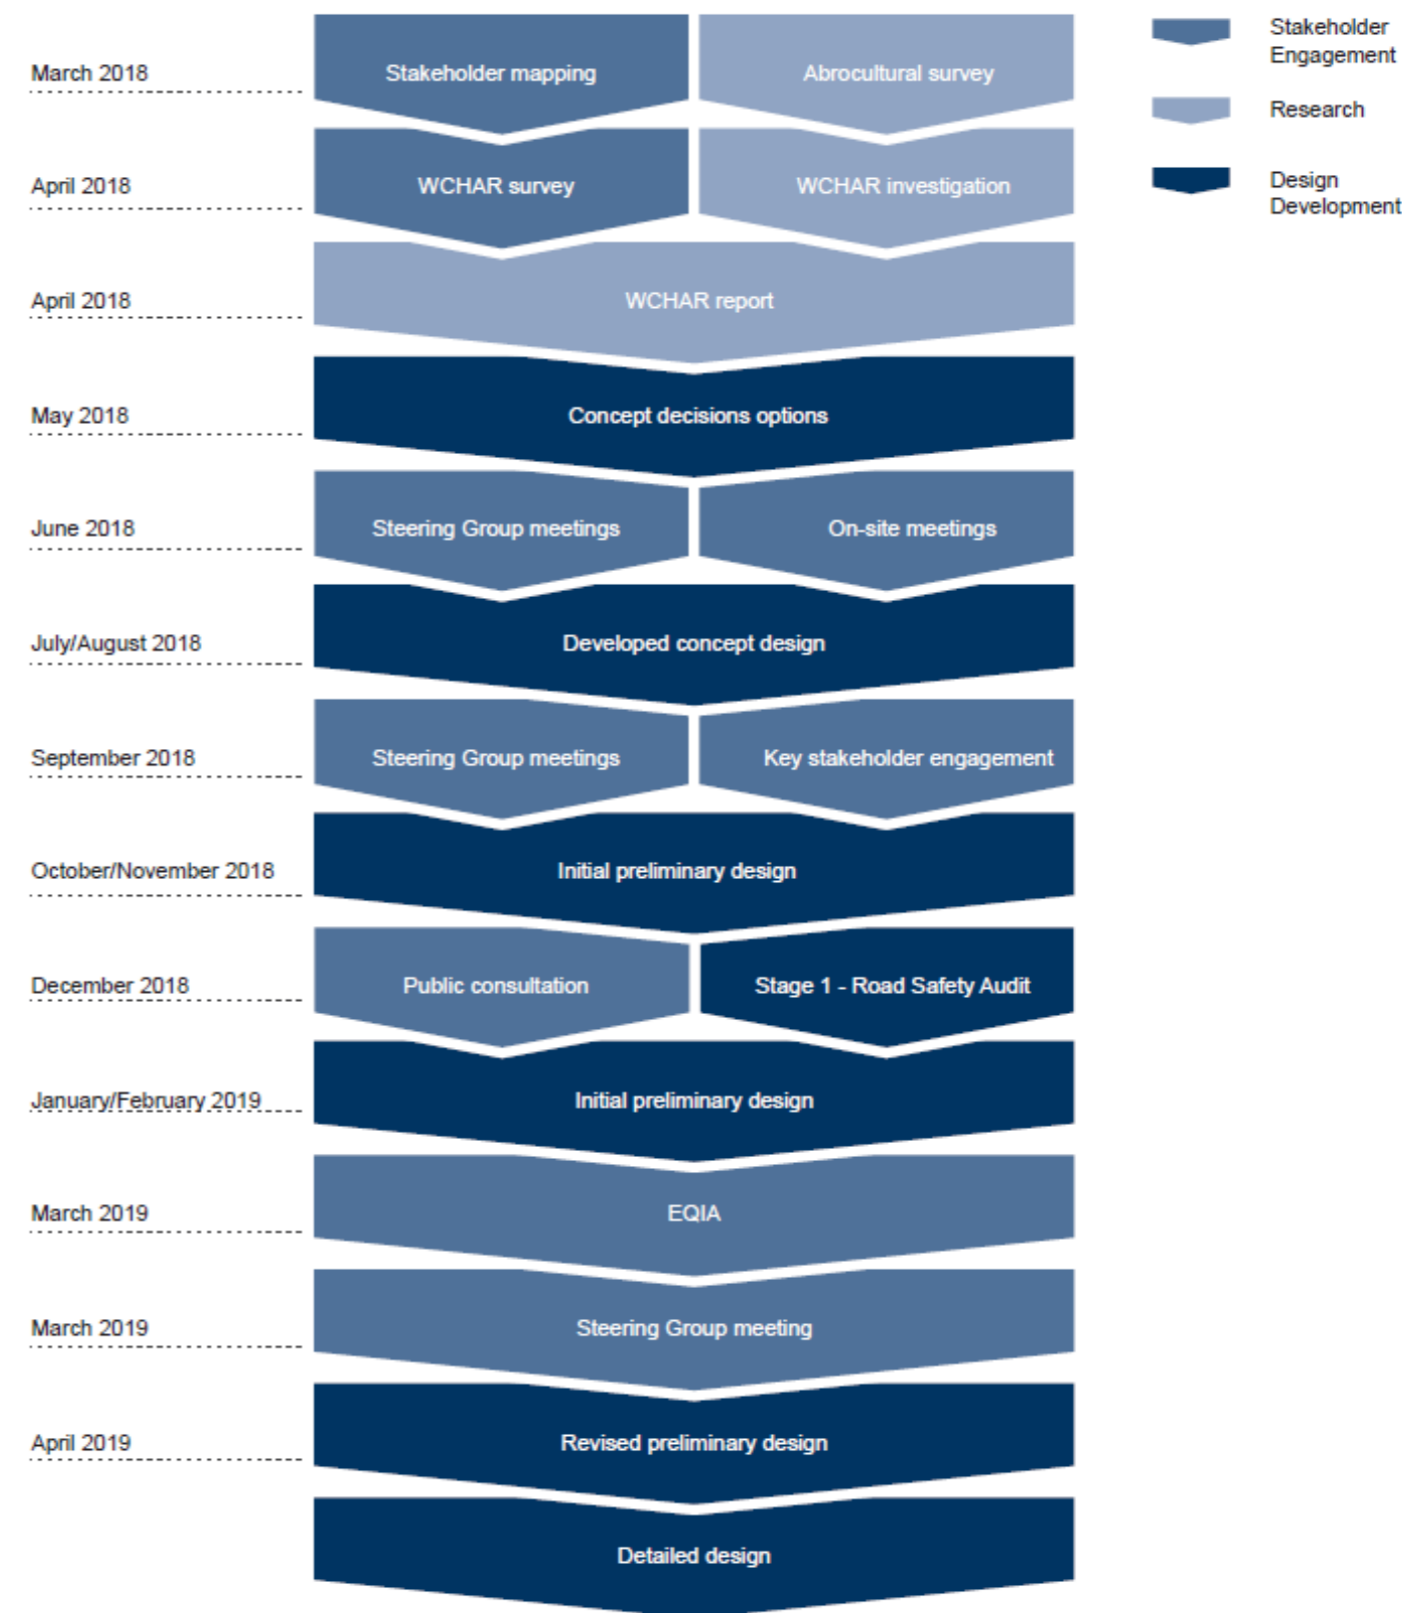 March 2018
Stakeholder mapping
Abrocultural survey
April 2018
WCHAR survey
WCHAR investigation
April 2018
WCHAR report
May 2018
Concept decisions options
June 2018
Steering Group meetings
On-site meetings
July/August 2018
Developed concept design
September 2018
Steering Group meetings
Key stakeholder engagement
October/November 2018
Initial preliminary design
December 2018
Public consultation
Stage 1 - Road Safety Audit
January/February 2019
Initial preliminary design
March 2019
EQIA
March 2019
Steering Group meeting
April 2019
Revised preliminary design
Detailed design
Stakeholder
Engagement
Research
Design
Development